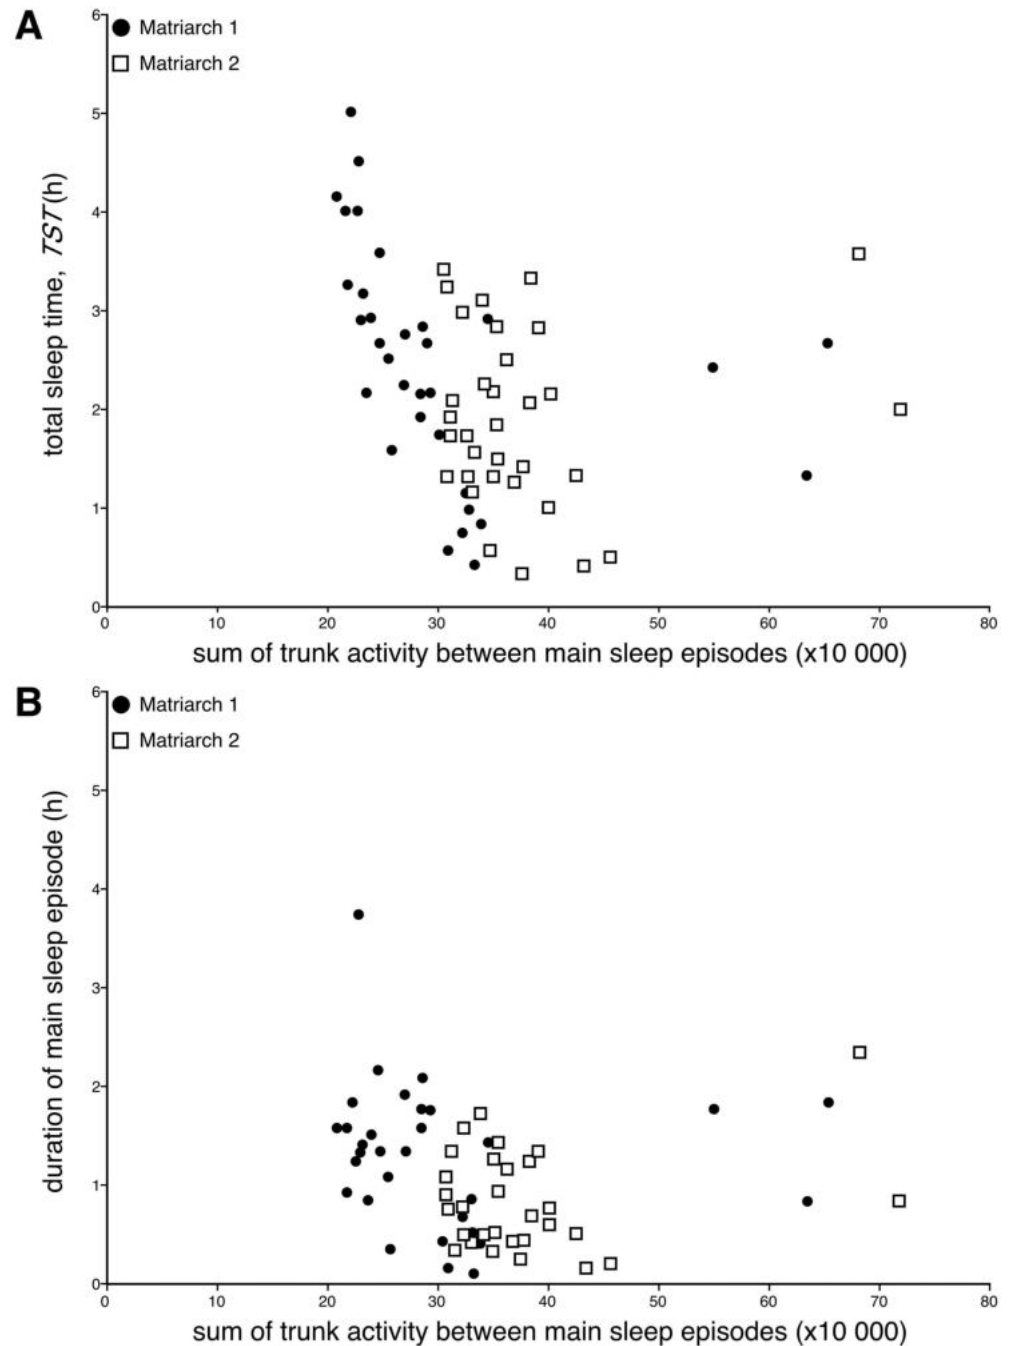 A
Matriarch 1
Matriarch 2
total sleep time, TST (h)
6
5
4
3
2
1
0
0 10 20 30 40 50 60 70 80
sum of trunk activity between main sleep episodes (x10 000)
B
Matriarch 1
Matriarch 2
duration of main sleep episode (h)
6
5
4
3
2
1
0
0 10 20 30 40 50 60 70 80
sum of trunk activity between main sleep episodes (x10 000)